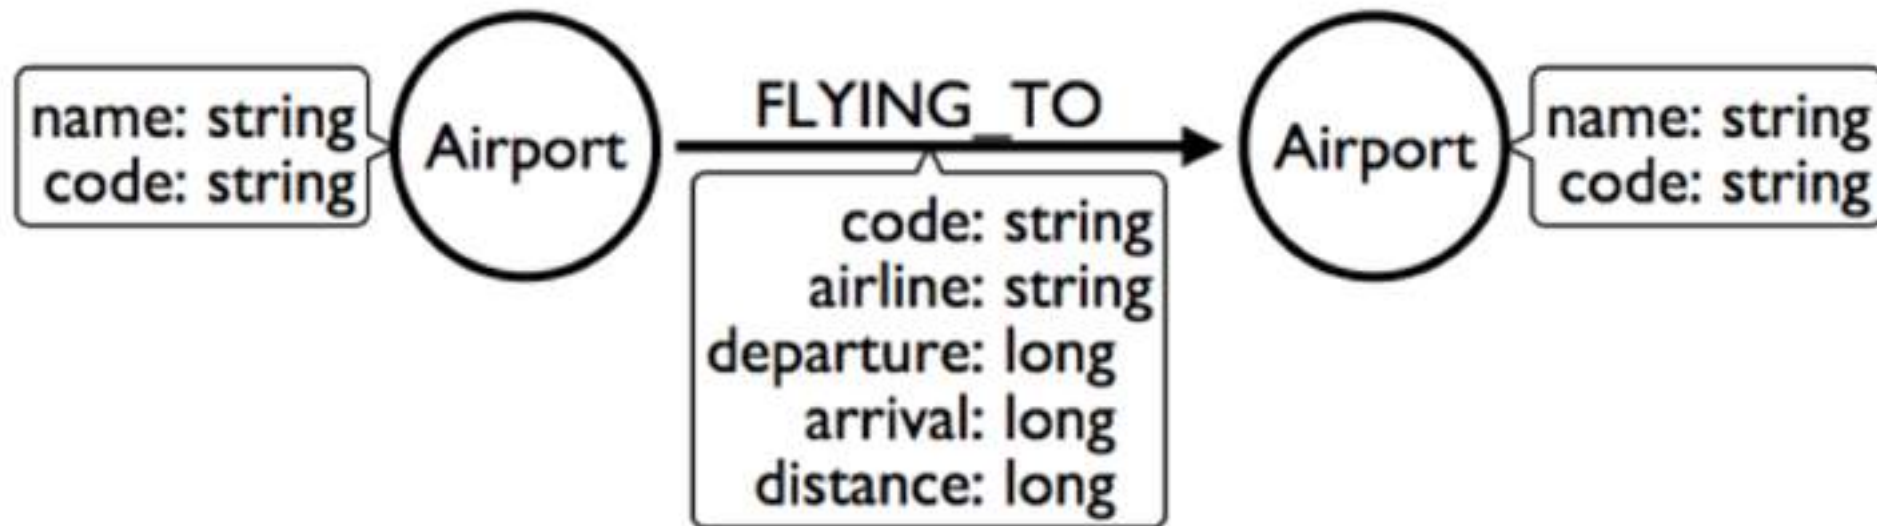 name: string
code: string
Airport
FLYING_TO
code: string
airline: string
departure: long
arrival: long
distance: long
Airport
name: string
code: string